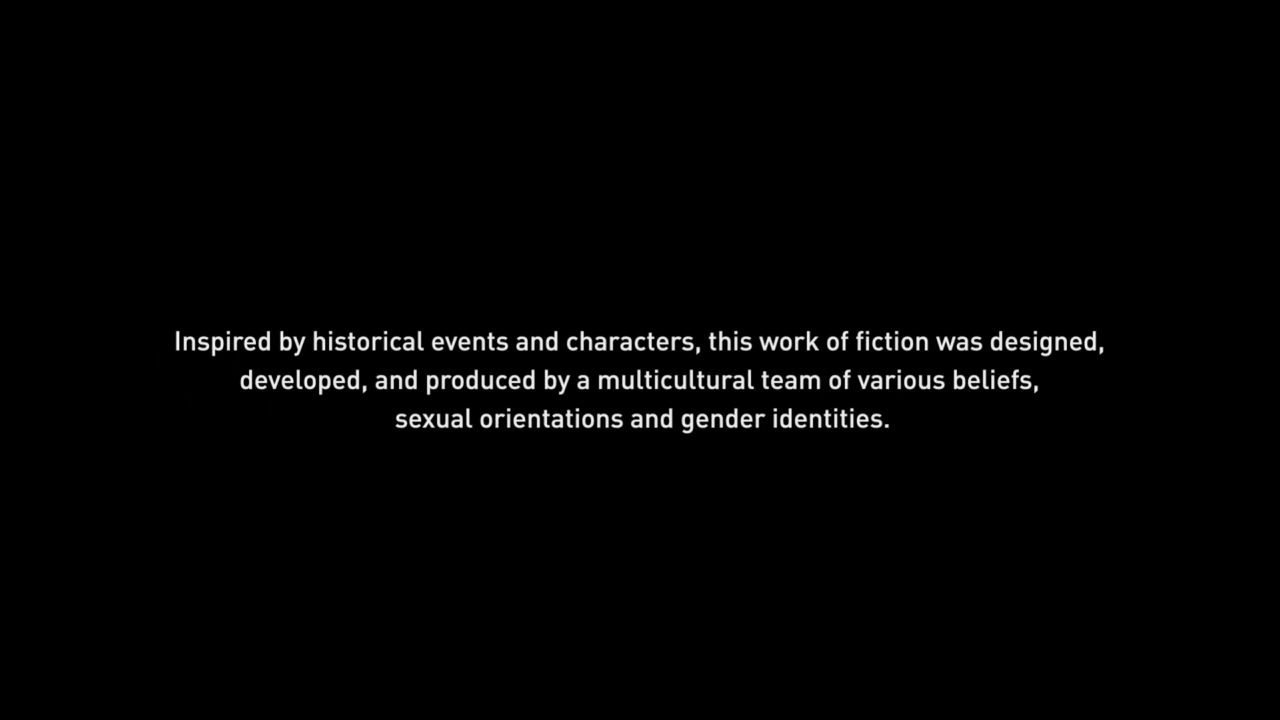 Inspired by historical events and characters, this work of fiction was designed,
developed, and produced by a multicultural team of various beliefs,
sexual orientations and gender identities.